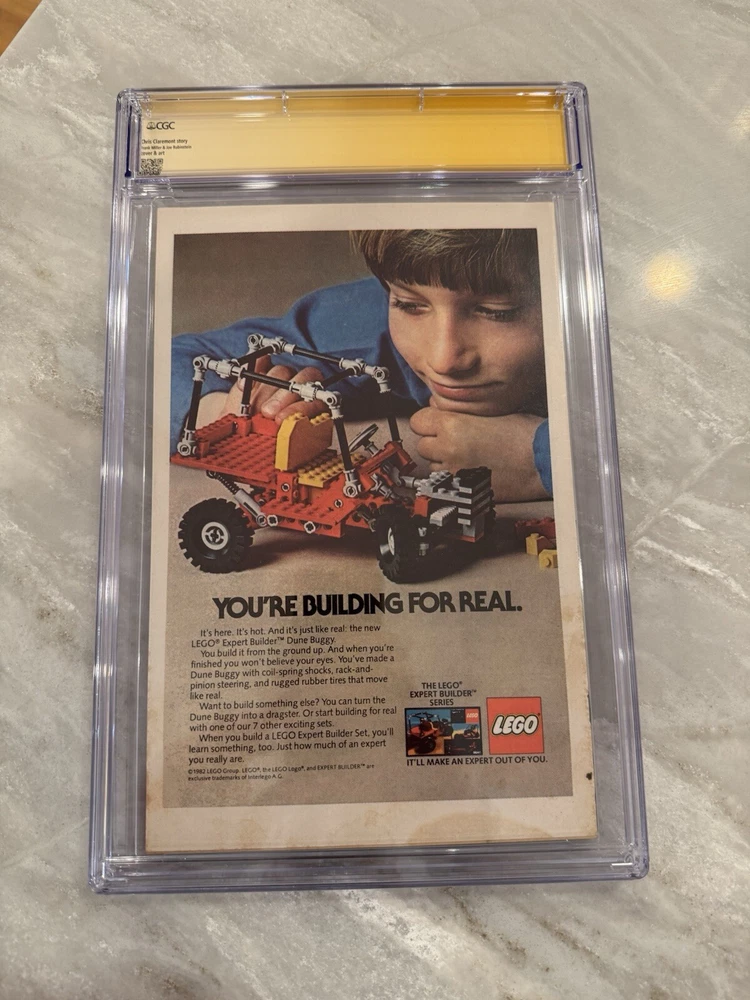 CGC
Chris Claremont story
Frank Miller & Joe Rubinstein
cover & art
YOU'RE BUILDING FOR REAL.
It's here. It's hot. And it's just like real: the new
LEGO® Expert Builder™ Dune Buggy.
You build it from the ground up. And when you're
finished you won't believe your eyes. You've made a
Dune Buggy with coil-spring shocks, rack-and-
pinion steering, and rugged rubber tires that move
like real.
Want to build something else? You can turn the
Dune Buggy into a dragster. Or start building for real
with one of our 7 other exciting sets.
When you build a LEGO Expert Builder Set, you'll
learn something, too. Just how much of an expert
you really are.
©1982 LEGO Group. LEGO®, the LEGO Logo®, and EXPERT BUILDER™ are
exclusive trademarks of Interlego A.G.
THE LEGO®
EXPERT BUILDER™
SERIES
LEGO
LEGO®
IT'LL MAKE AN EXPERT OUT OF YOU.